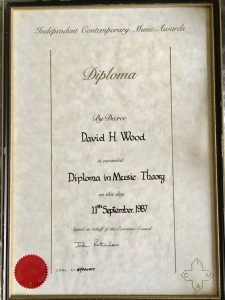 Independent Contemporary Music Awards
Diploma
By Decree
David H. Wood
is awarded
Diploma in Music Theory
on this day
11th September 1987
Signed on behalf of the Executive Council
C M